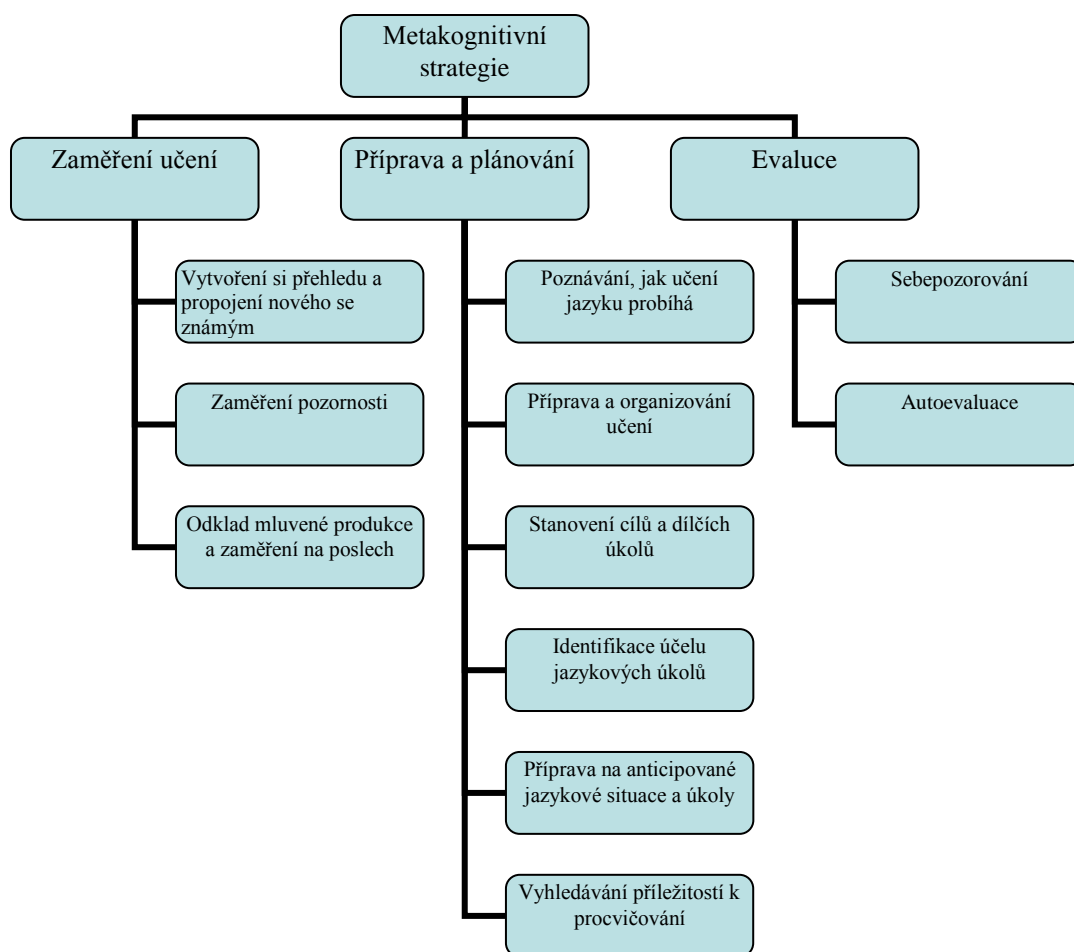 Metakognitivní
strategie
Zaměření učení
Příprava a plánování
Evaluce
Vytvoření si přehledu a
propojení nového se
známým
Zaměření pozornosti
Odklad mluvené produkce
a zaměření na poslech
Poznávání, jak učení
jazyku probíhá
Příprava a organizování
učení
Stanovení cílů a dílčích
úkolů
Identifikace účelu
jazykových úkolů
Příprava na anticipované
jazykové situace a úkoly
Vyhledávání příležitostí k
procvičování
Sebepozorování
Autoevaluace